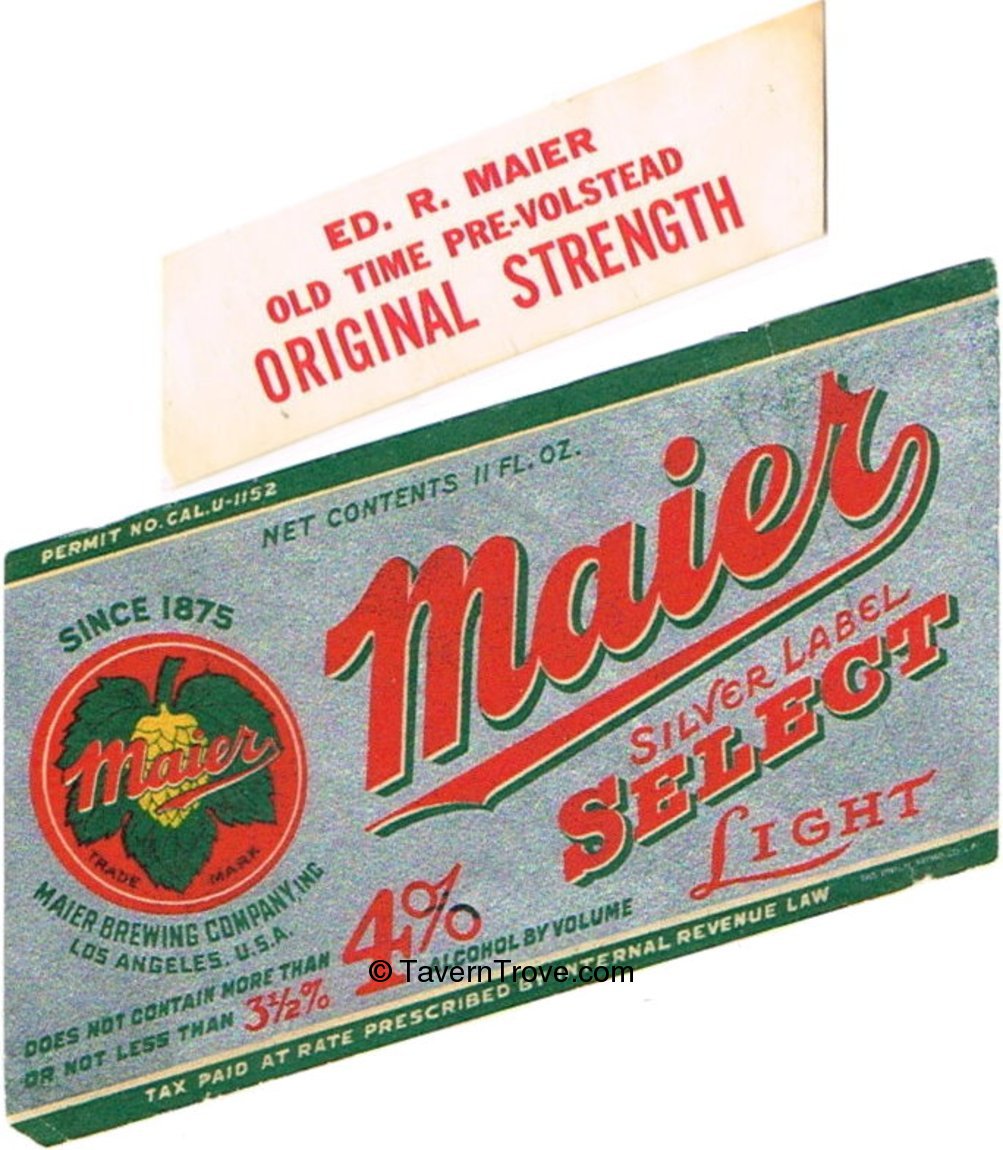 ED. R. MAIER
OLD TIME PRE-VOLSTEAD
ORIGINAL STRENGTH
PERMIT NO. CAL. U-1152
NET CONTENTS 11 FL. OZ.
SINCE 1875
Maier
TRADE MARK
MAIER BREWING COMPANY, INC
LOS ANGELES, U.S.A.
Maier
SILVER LABEL
SELECT
LIGHT
DOES NOT CONTAIN MORE THAN 4% ALCOHOL BY VOLUME
OR NOT LESS THAN 3½%
TAX PAID AT RATE PRESCRIBED BY INTERNAL REVENUE LAW
© TavernTrove.com